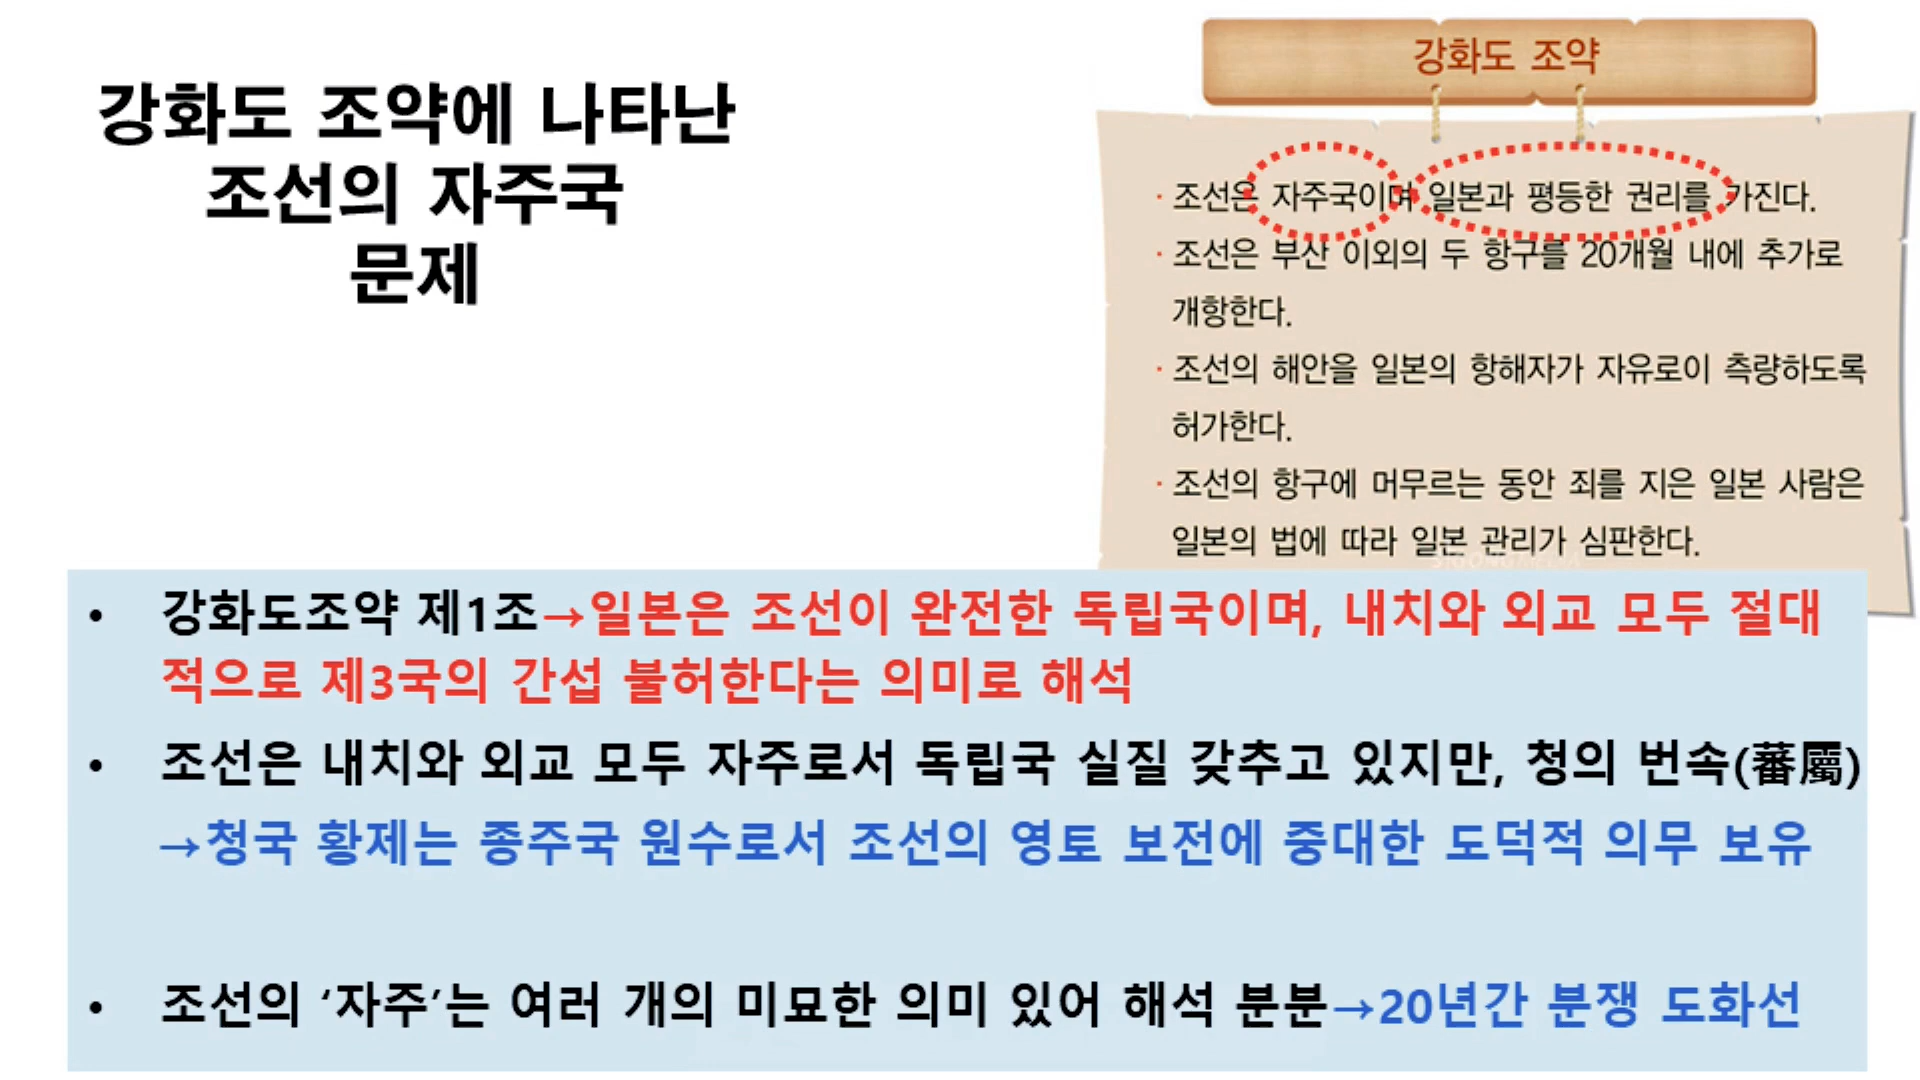 강화도 조약에 나타난
조선의 자주국
문제
강화도 조약
· 조선은 자주국이며 일본과 평등한 권리를 가진다.
· 조선은 부산 이외의 두 항구를 20개월 내에 추가로
개항한다.
· 조선의 해안을 일본의 항해자가 자유로이 측량하도록
허가한다.
· 조선의 항구에 머무르는 동안 죄를 지은 일본 사람은
일본의 법에 따라 일본 관리가 심판한다.
• 강화도조약 제1조→일본은 조선이 완전한 독립국이며, 내치와 외교 모두 절대
적으로 제3국의 간섭 불허한다는 의미로 해석
• 조선은 내치와 외교 모두 자주로서 독립국 실질 갖추고 있지만, 청의 번속(蕃屬)
→청국 황제는 종주국 원수로서 조선의 영토 보전에 중대한 도덕적 의무 보유
• 조선의 ‘자주’는 여러 개의 미묘한 의미 있어 해석 분분→20년간 분쟁 도화선